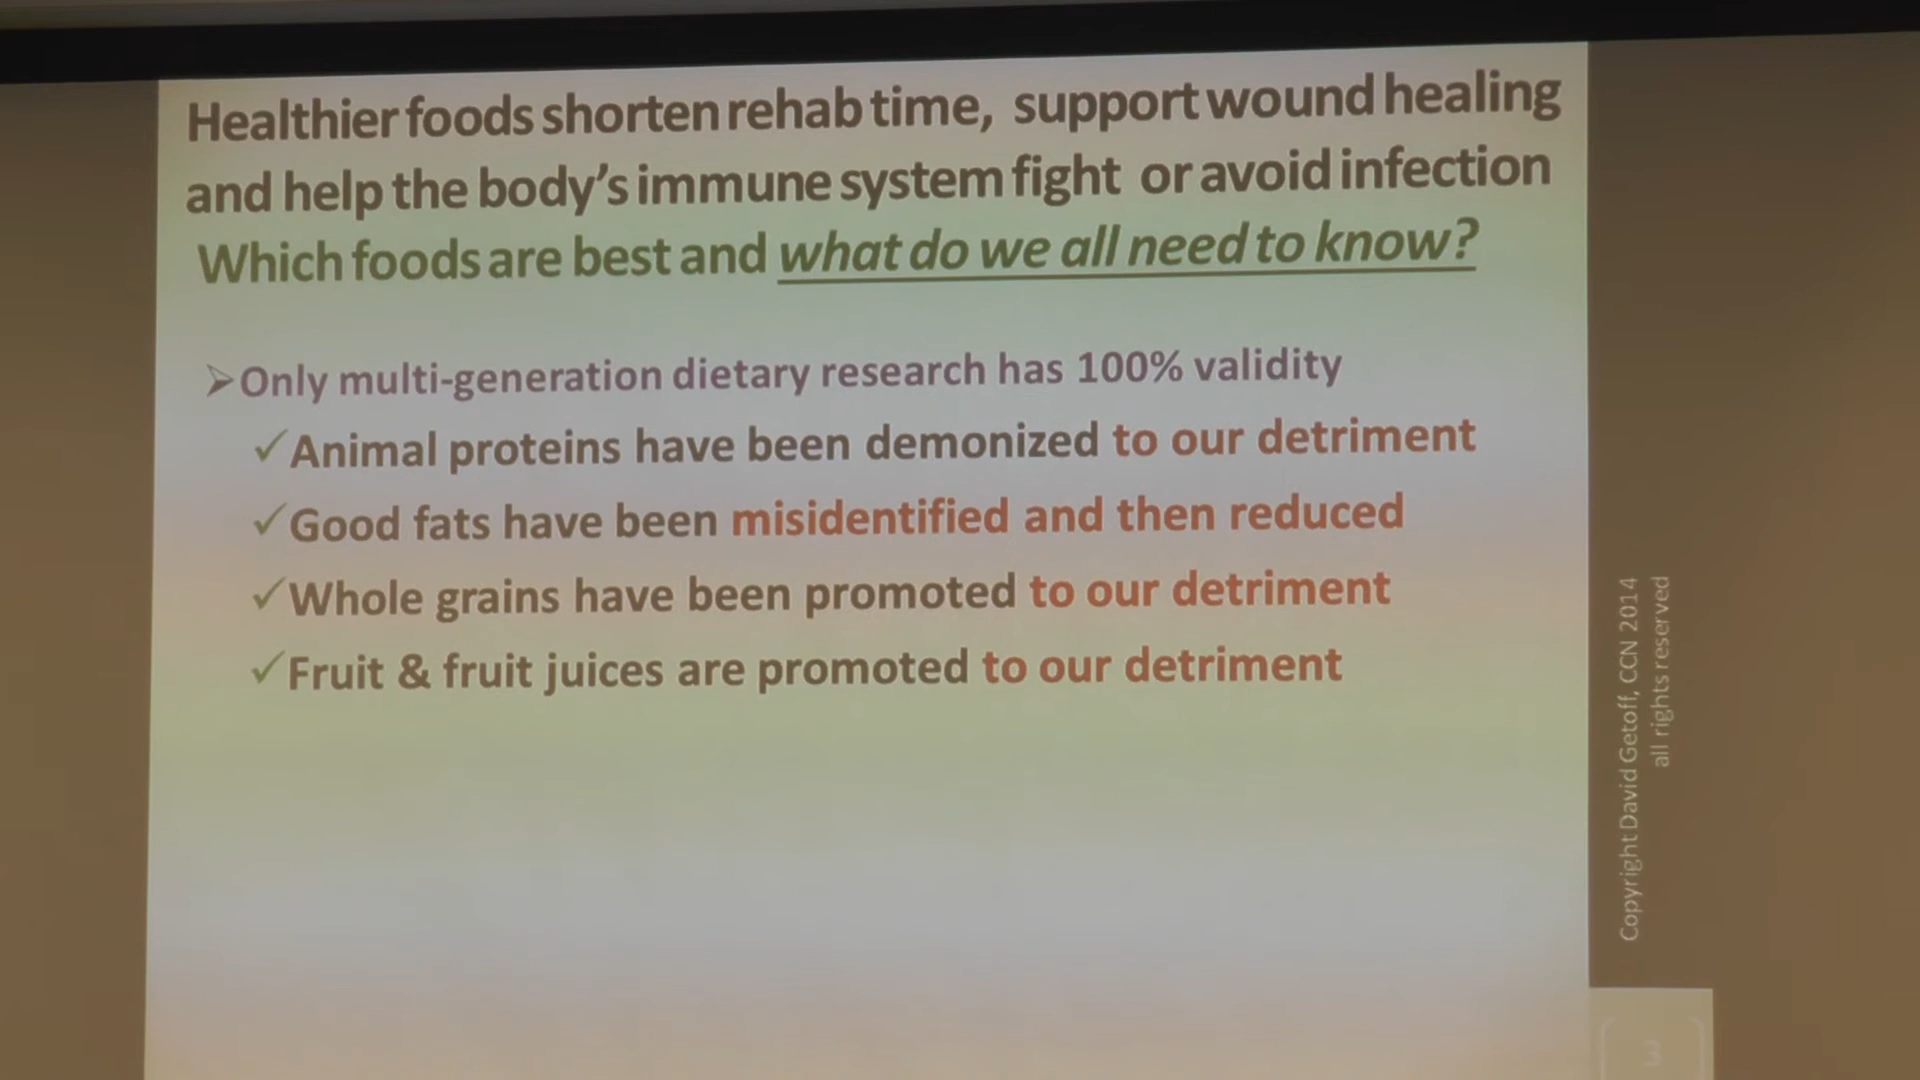 Healthier foods shorten rehab time, support wound healing
and help the body's immune system fight or avoid infection
Which foods are best and what do we all need to know?
➢Only multi-generation dietary research has 100% validity
✓Animal proteins have been demonized to our detriment
✓Good fats have been misidentified and then reduced
✓Whole grains have been promoted to our detriment
✓Fruit & fruit juices are promoted to our detriment
Copyright David Getoff, CCN 2014
all rights reserved
3